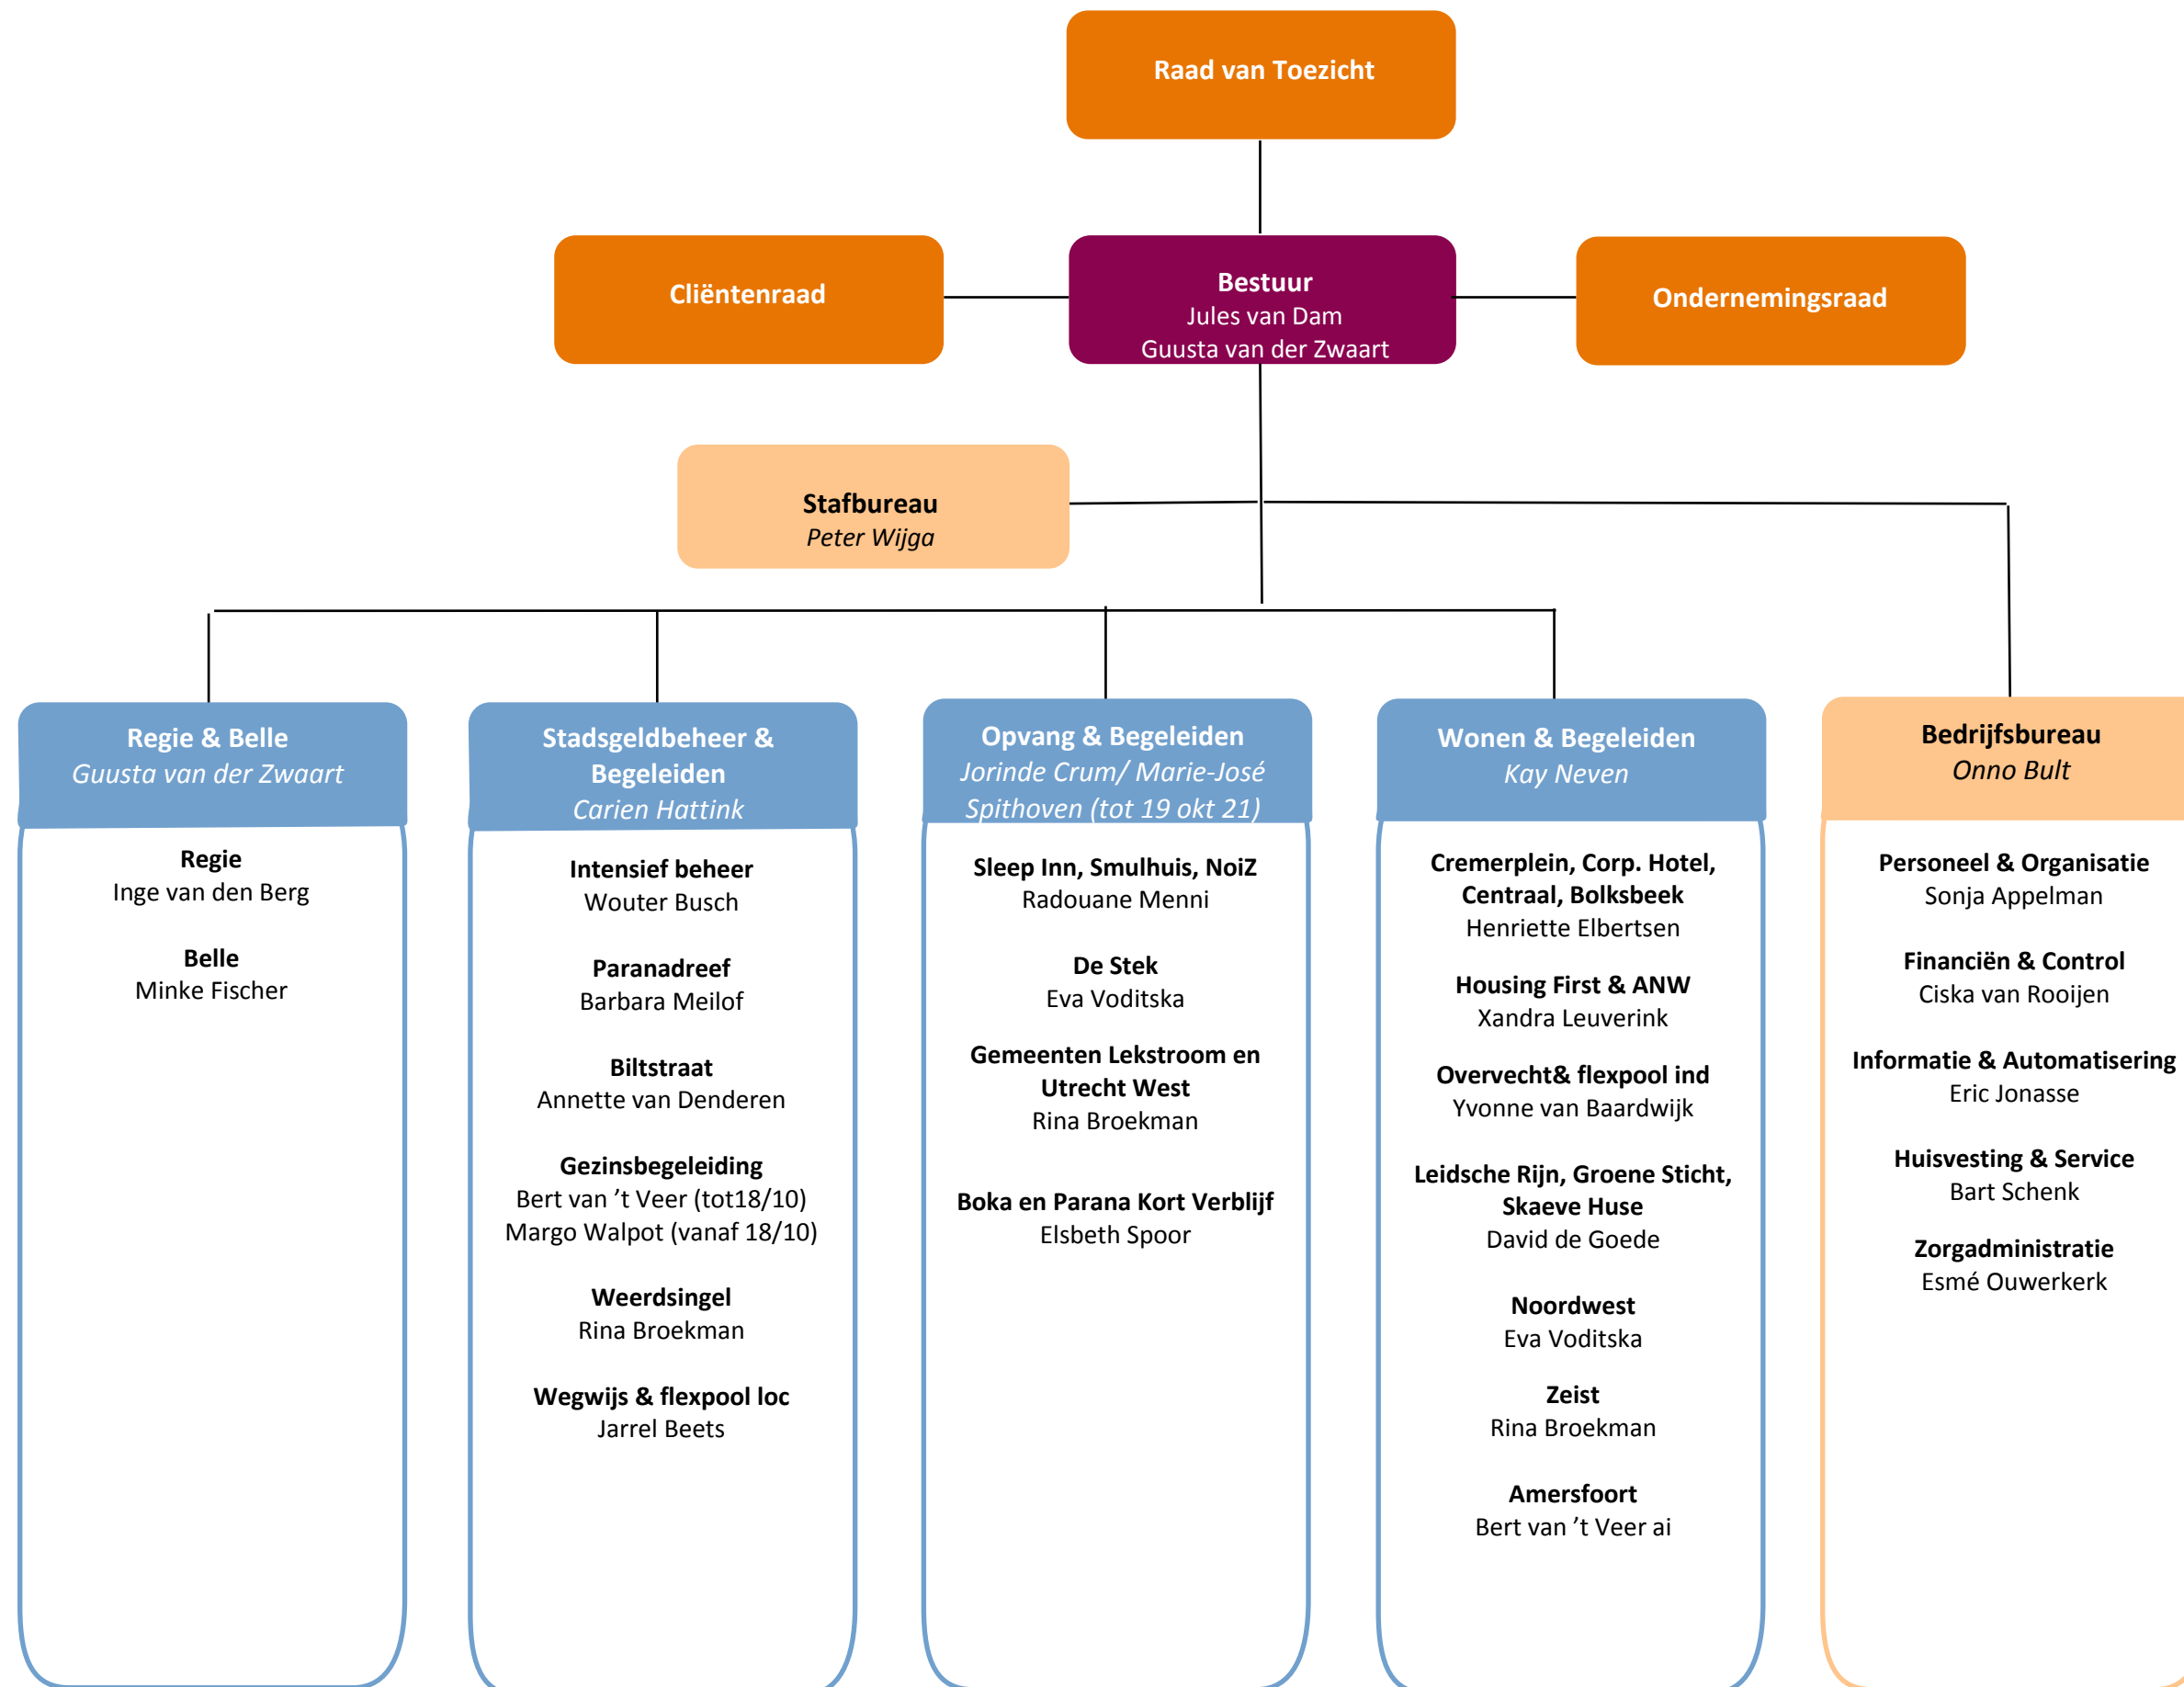 Raad van Toezicht
Cliëntenraad
Bestuur
Jules van Dam
Guusta van der Zwaart
Ondernemingsraad
Stafbureau
Peter Wijga
Regie & Belle
Guusta van der Zwaart
Regie
Inge van den Berg
Belle
Minke Fischer
Stadsgeldbeheer &
Begeleiden
Carien Hattink
Intensief beheer
Wouter Busch
Paranadreef
Barbara Meilof
Biltstraat
Annette van Denderen
Gezinsbegeleiding
Bert van ’t Veer (tot18/10)
Margo Walpot (vanaf 18/10)
Weerdsingel
Rina Broekman
Wegwijs & flexpool loc
Jarrel Beets
Opvang & Begeleiden
Jorinde Crum/ Marie-José
Spithoven (tot 19 okt 21)
Sleep Inn, Smulhuis, NoiZ
Radouane Menni
De Stek
Eva Voditska
Gemeenten Lekstroom en
Utrecht West
Rina Broekman
Boka en Parana Kort Verblijf
Elsbeth Spoor
Wonen & Begeleiden
Kay Neven
Cremerplein, Corp. Hotel,
Centraal, Bolksbeek
Henriette Elbertsen
Housing First & ANW
Xandra Leuverink
Overvecht& flexpool ind
Yvonne van Baardwijk
Leidsche Rijn, Groene Sticht,
Skaeve Huse
David de Goede
Noordwest
Eva Voditska
Zeist
Rina Broekman
Amersfoort
Bert van ’t Veer ai
Bedrijfsbureau
Onno Bult
Personeel & Organisatie
Sonja Appelman
Financiën & Control
Ciska van Rooijen
Informatie & Automatisering
Eric Jonasse
Huisvesting & Service
Bart Schenk
Zorgadministratie
Esmé Ouwerkerk